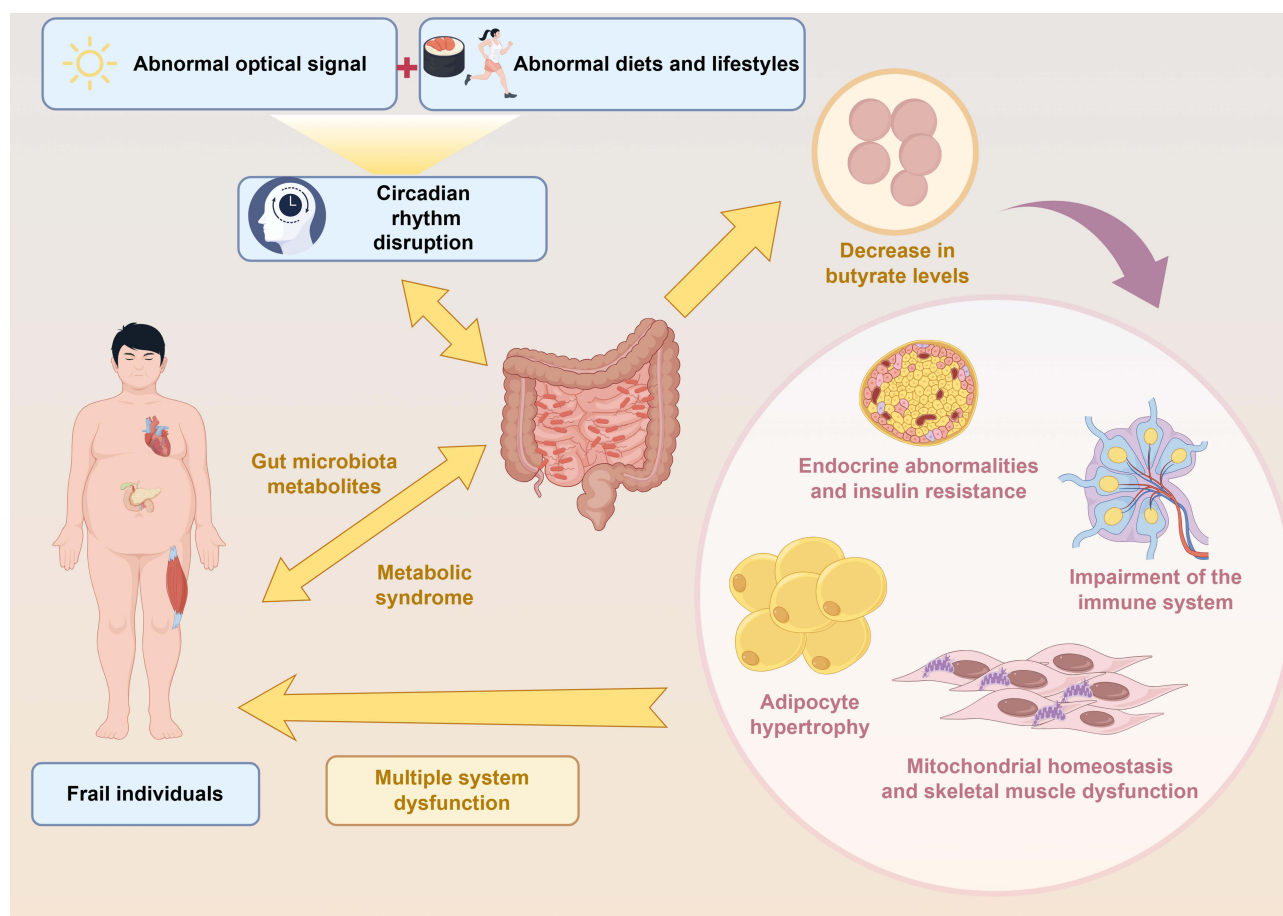 Abnormal optical signal
+
Abnormal diets and lifestyles
Circadian
rhythm
disruption
Decrease in
butyrate levels
Gut microbiota
metabolites
Metabolic
syndrome
Endocrine abnormalities
and insulin resistance
Impairment of the
immune system
Adipocyte
hypertrophy
Mitochondrial homeostasis
and skeletal muscle dysfunction
Multiple system
dysfunction
Frail individuals